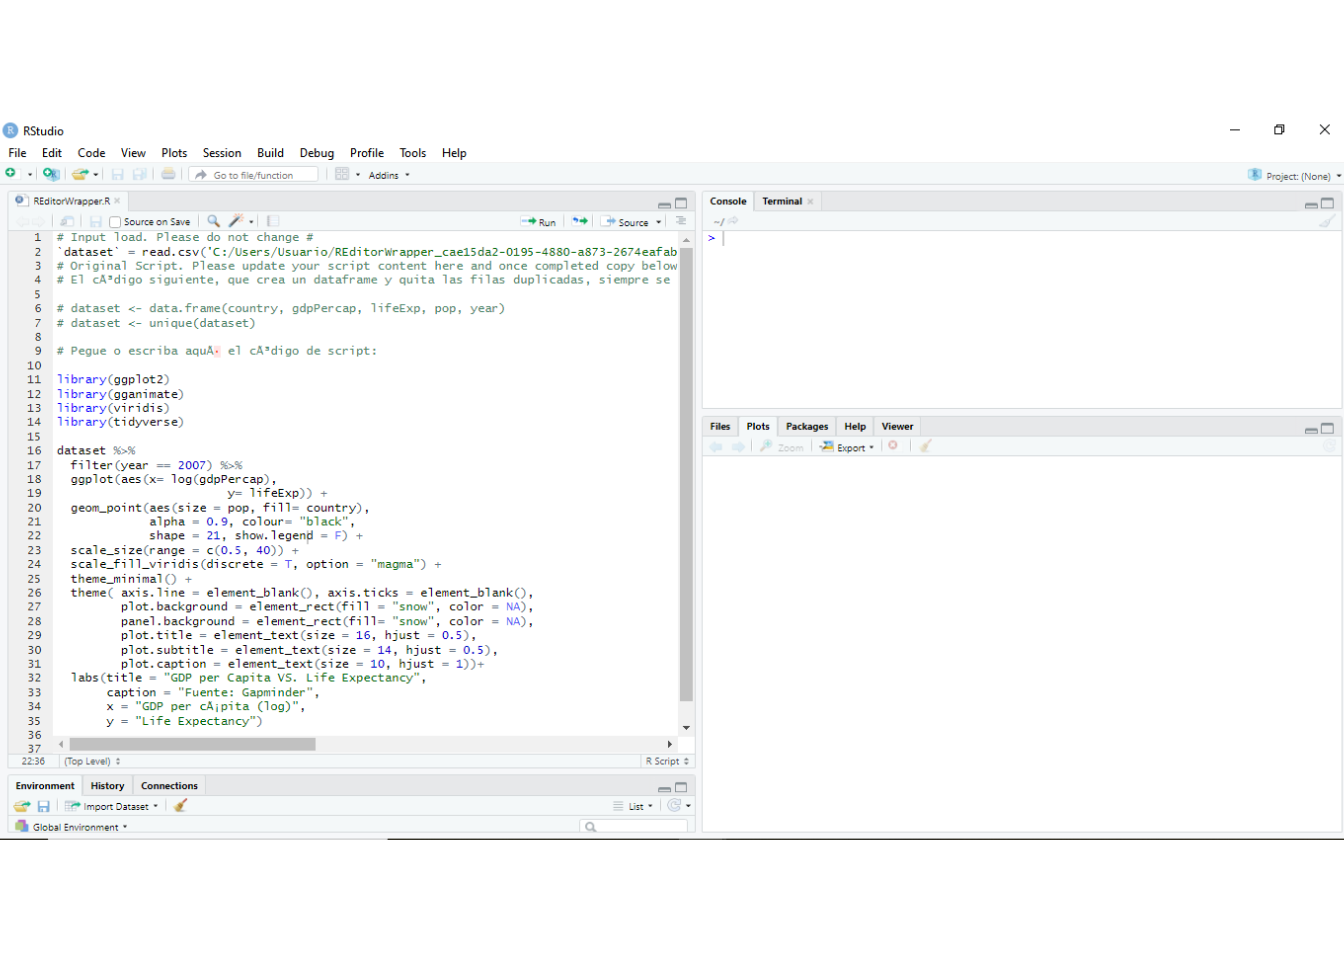 RStudio
File Edit Code View Plots Session Build Debug Profile Tools Help
Go to file/function Addins Project: (None)
REditorWrapper.R
Source on Save Run Source
1 # Input load. Please do not change #
2 `dataset` = read.csv('C:/Users/Usuario/REditorWrapper_cae15da2-0195-4880-a873-2674eafab
3 # Original Script. Please update your script content here and once completed copy below
4 # El cÃ³digo siguiente, que crea un dataframe y quita las filas duplicadas, siempre se
5
6 # dataset <- data.frame(country, gdpPercap, lifeExp, pop, year)
7 # dataset <- unique(dataset)
8
9 # Pegue o escriba aquÃ· el cÃ³digo de script:
10
11 library(ggplot2)
12 library(gganimate)
13 library(viridis)
14 library(tidyverse)
15
16 dataset %>%
17 filter(year == 2007) %>%
18 ggplot(aes(x= log(gdpPercap),
19 y= lifeExp)) +
20 geom_point(aes(size = pop, fill= country),
21 alpha = 0.9, colour= "black",
22 shape = 21, show.legend = F) +
23 scale_size(range = c(0.5, 40)) +
24 scale_fill_viridis(discrete = T, option = "magma") +
25 theme_minimal() +
26 theme( axis.line = element_blank(), axis.ticks = element_blank(),
27 plot.background = element_rect(fill = "snow", color = NA),
28 panel.background = element_rect(fill= "snow", color = NA),
29 plot.title = element_text(size = 16, hjust = 0.5),
30 plot.subtitle = element_text(size = 14, hjust = 0.5),
31 plot.caption = element_text(size = 10, hjust = 1))+
32 labs(title = "GDP per Capita VS. Life Expectancy",
33 caption = "Fuente: Gapminder",
34 x = "GDP per cÃ¡pita (log)",
35 y = "Life Expectancy")
36
37
22:36 (Top Level) R Script
Environment History Connections
Import Dataset List
Global Environment
Console Terminal
~/
>
Files Plots Packages Help Viewer
Zoom Export